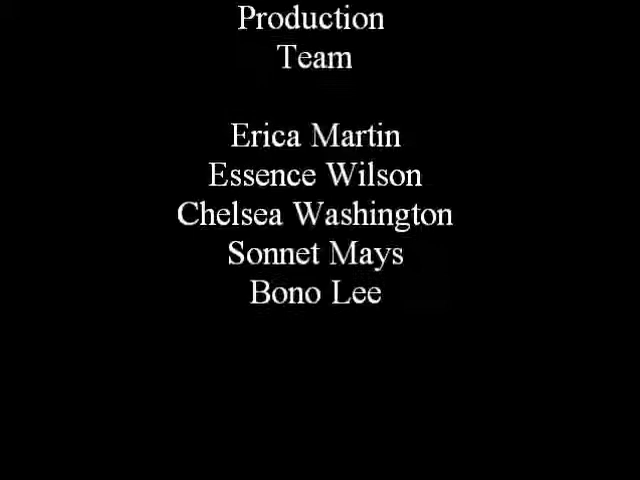 Production
Team
Erica Martin
Essence Wilson
Chelsea Washington
Sonnet Mays
Bono Lee